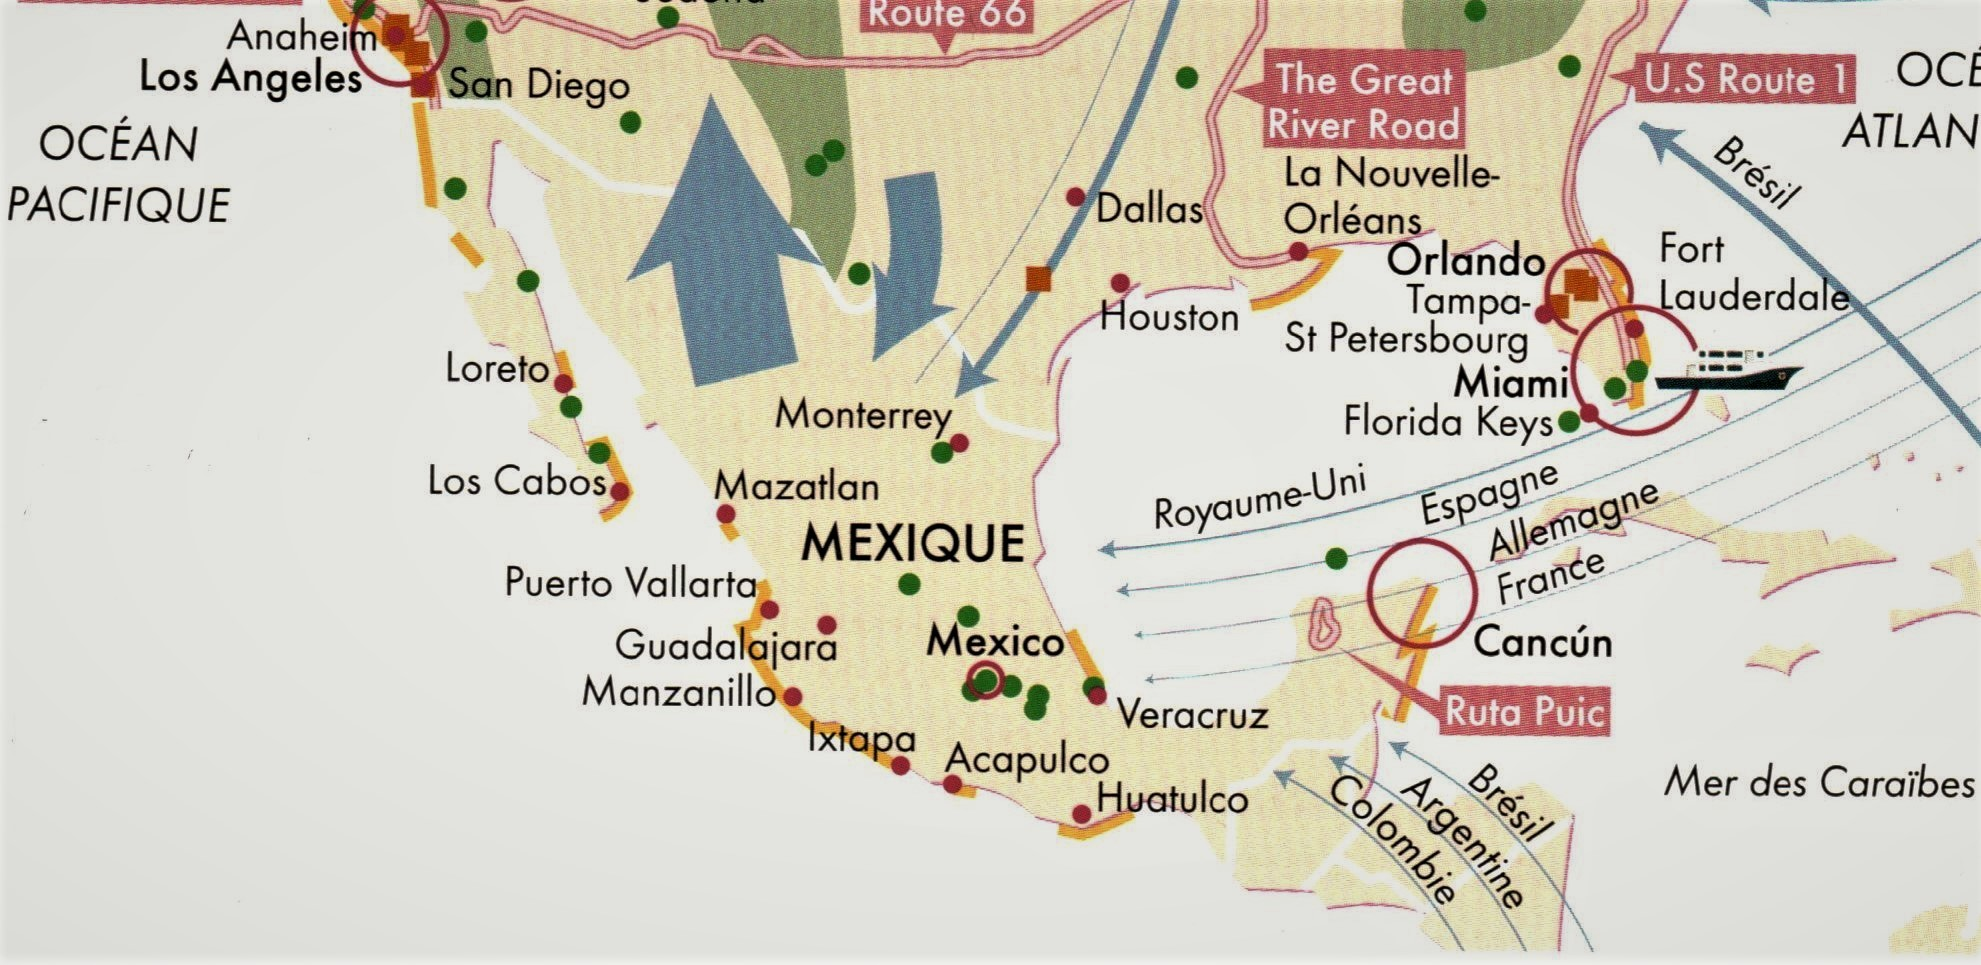 Route 66
Anaheim
Los Angeles
San Diego
The Great
River Road
U.S Route 1
OCÉ
ATLAN
OCÉAN
PACIFIQUE
Brésil
La Nouvelle-
Orléans
Dallas
Houston
Orlando
Tampa-
St Petersbourg
Fort
Lauderdale
Miami
Florida Keys
Loreto
Monterrey
Los Cabos
Mazatlan
MEXIQUE
Royaume-Uni
Espagne
Allemagne
France
Puerto Vallarta
Guadalajara
Mexico
Cancún
Manzanillo
Veracruz
Ruta Puic
Ixtapa
Acapulco
Huatulco
Mer des Caraïbes
Brésil
Argentine
Colombie